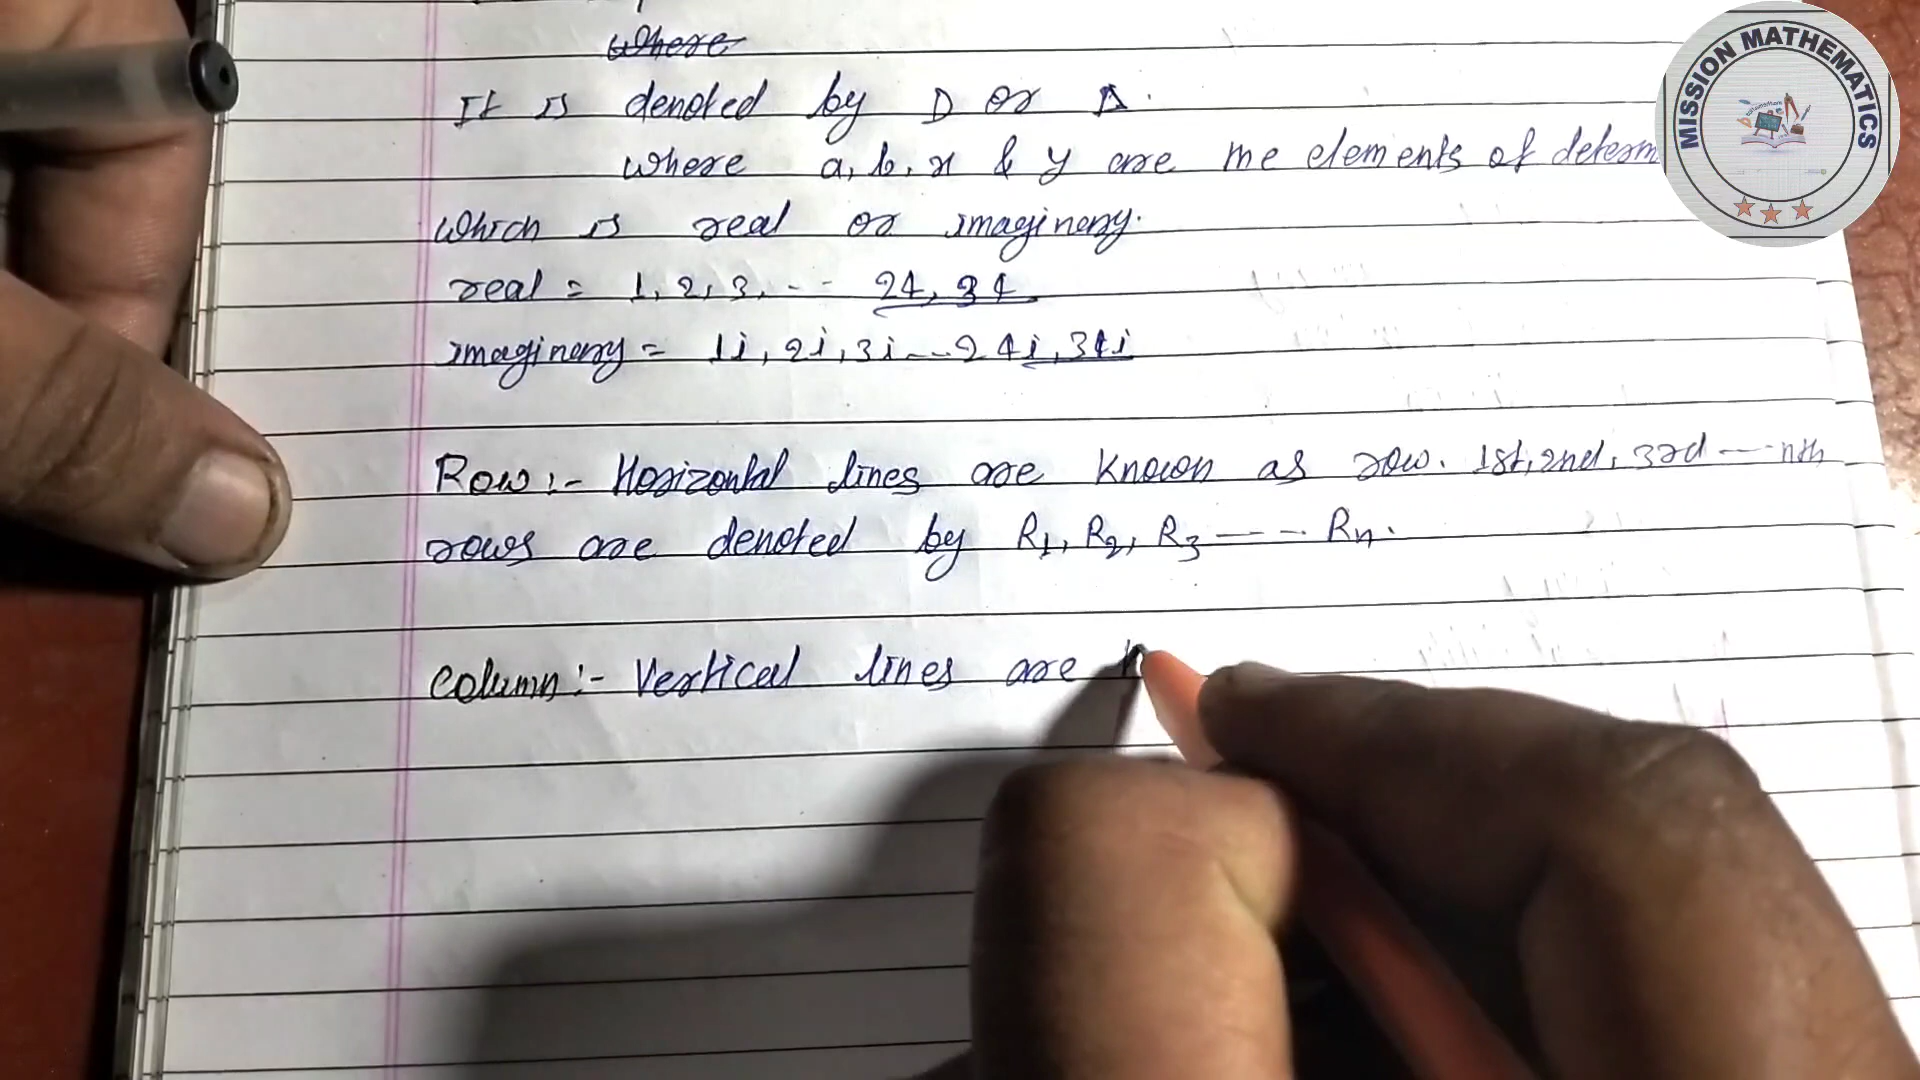 where
It is denoted by D or Δ.
where a, b, x & y are the elements of determ
which is real or imaginery.
real = 1, 2, 3, -- 24, 34
imaginery = 1i, 2i, 3i --- 24i, 34i
Row :- Horizontal lines are known as row. 1st, 2nd, 3rd --- nth
rows are denoted by R1, R2, R3 --- Rn.
column :- Vertical lines are
MISSION MATHEMATICS